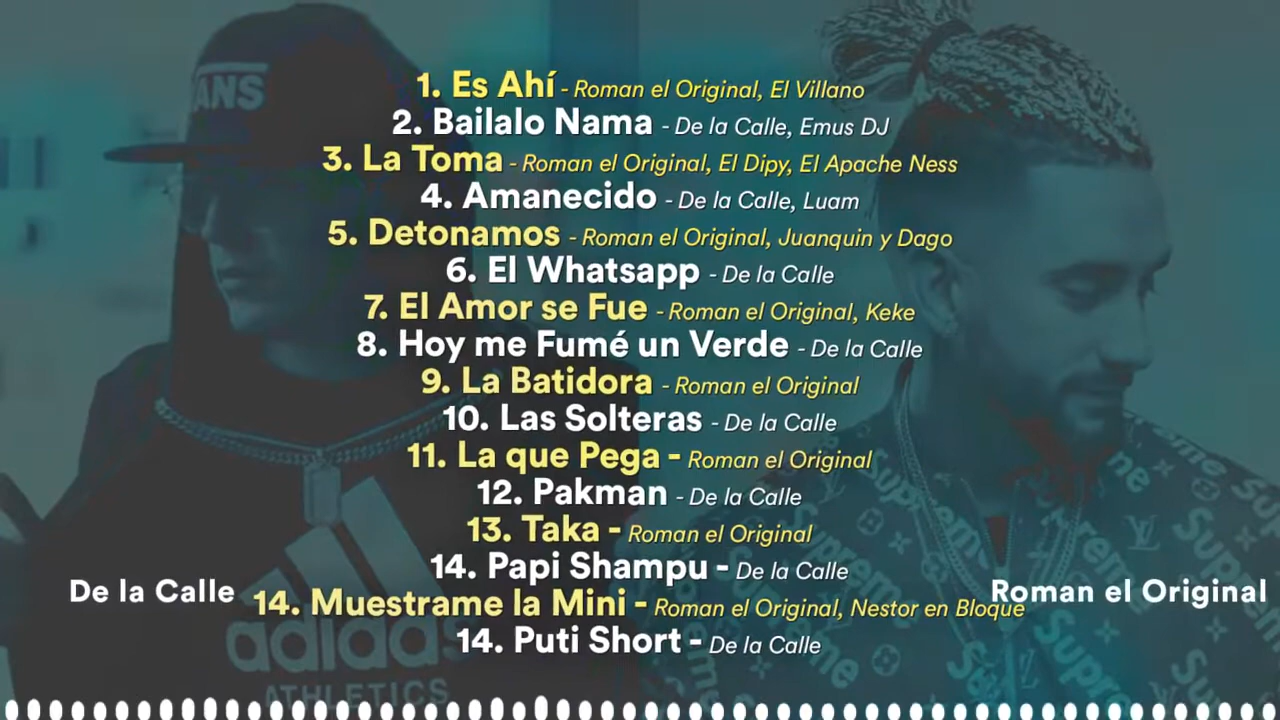 ANS
1. Es Ahí - Roman el Original, El Villano
2. Bailalo Nama - De la Calle, Emus DJ
3. La Toma - Roman el Original, El Dipy, El Apache Ness
4. Amanecido - De la Calle, Luam
5. Detonamos - Roman el Original, Juanquin y Dago
6. El Whatsapp - De la Calle
7. El Amor se Fue - Roman el Original, Keke
8. Hoy me Fumé un Verde - De la Calle
9. La Batidora - Roman el Original
10. Las Solteras - De la Calle
11. La que Pega - Roman el Original
12. Pakman - De la Calle
13. Taka - Roman el Original
14. Papi Shampu - De la Calle
De la Calle
Roman el Original
14. Muestrame la Mini - Roman el Original, Nestor en Bloque
14. Puti Short - De la Calle
adidas
ATHLETICS
Supreme
Supreme
Supreme